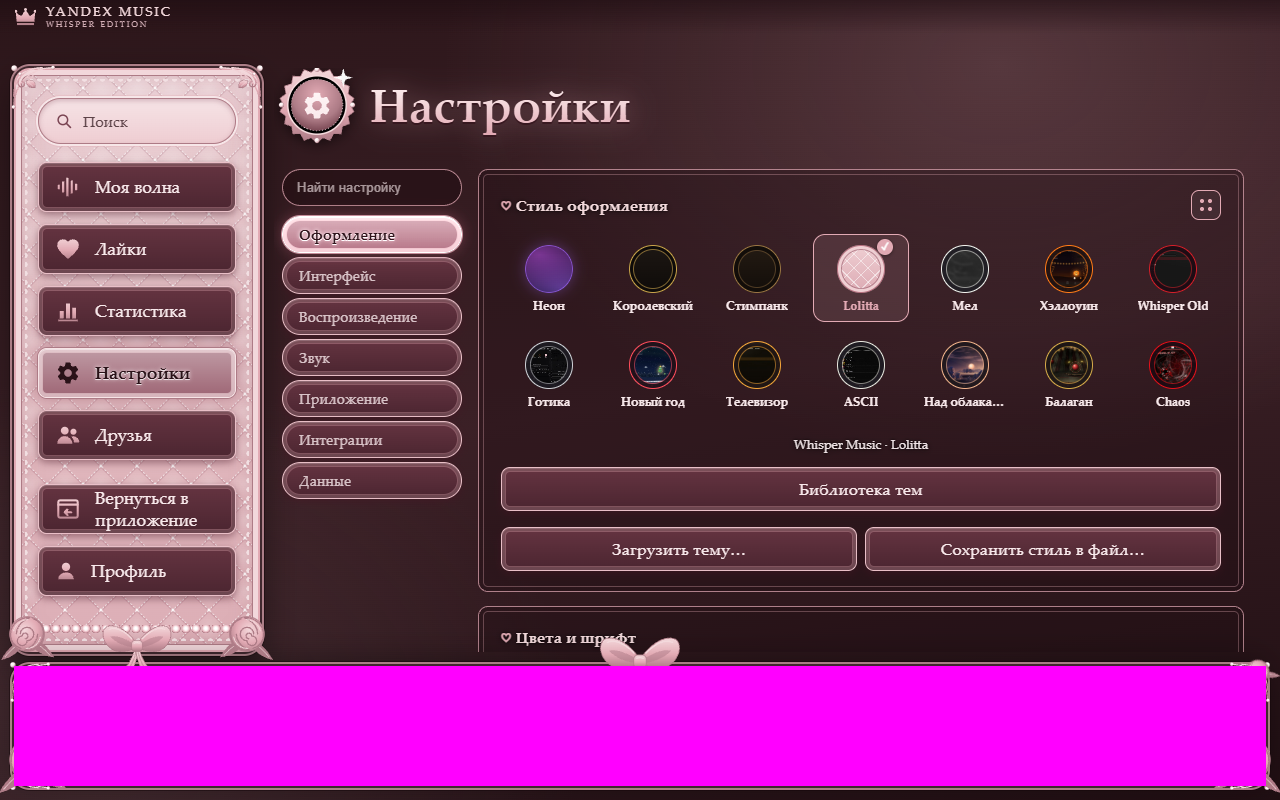 YANDEX MUSIC
WHISPER EDITION
Поиск
Моя волна
Лайки
Статистика
Настройки
Друзья
Вернуться в
приложение
Профиль
Настройки
Найти настройку
Оформление
Интерфейс
Воспроизведение
Звук
Приложение
Интеграции
Данные
Стиль оформления
Неон
Королевский
Стимпанк
Lolitta
Мел
Хэллоуин
Whisper Old
Готика
Новый год
Телевизор
ASCII
Над облака…
Балаган
Chaos
Whisper Music · Lolitta
Библиотека тем
Загрузить тему…
Сохранить стиль в файл…
Цвета и шрифт